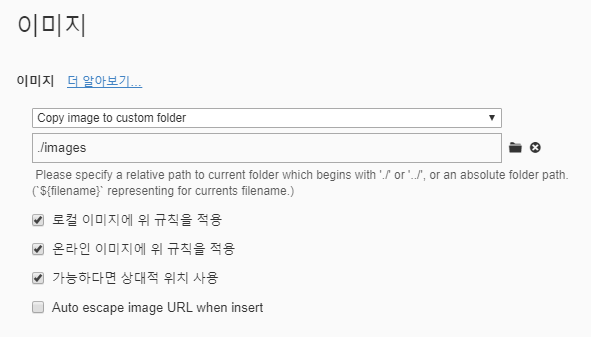 이미지
이미지 더 알아보기...
Copy image to custom folder
./images
Please specify a relative path to current folder which begins with './' or '../', or an absolute folder path.
(`${filename}` representing for currents filename.)
로컬 이미지에 위 규칙을 적용
온라인 이미지에 위 규칙을 적용
가능하다면 상대적 위치 사용
Auto escape image URL when insert